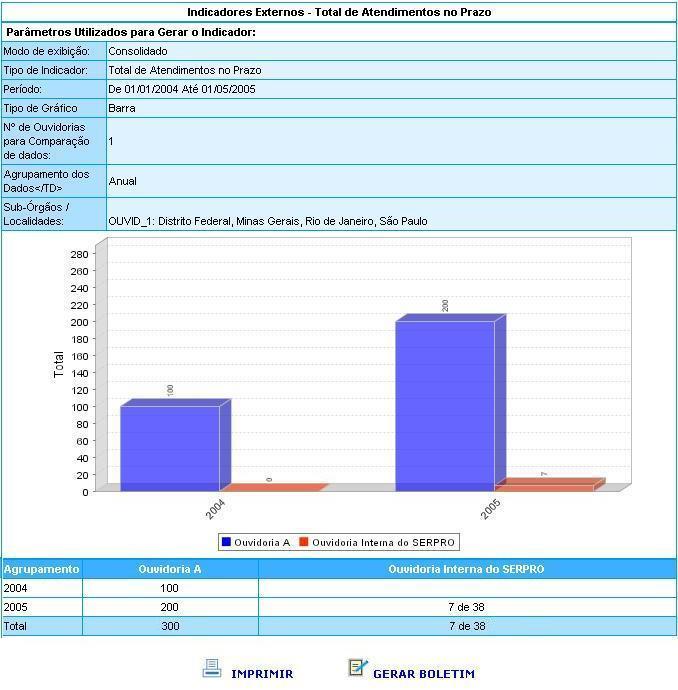 Indicadores Externos - Total de Atendimentos no Prazo
Parâmetros Utilizados para Gerar o Indicador:
Modo de exibição: Consolidado
Tipo de Indicador: Total de Atendimentos no Prazo
Período: De 01/01/2004 Até 01/05/2005
Tipo de Gráfico Barra
Nº de Ouvidorias
para Comparação 1
de dados:
Agrupamento dos
Dados</TD> Anual
Sub-Órgãos /
Localidades: OUVID_1: Distrito Federal, Minas Gerais, Rio de Janeiro, São Paulo
280
260
240
220
200
180
160
140
120
100
80
60
40
20
0
Total
100
0
200
7
2004
2005
Ouvidoria A Ouvidoria Interna do SERPRO
Agrupamento Ouvidoria A Ouvidoria Interna do SERPRO
2004 100
2005 200 7 de 38
Total 300 7 de 38
IMPRIMIR GERAR BOLETIM